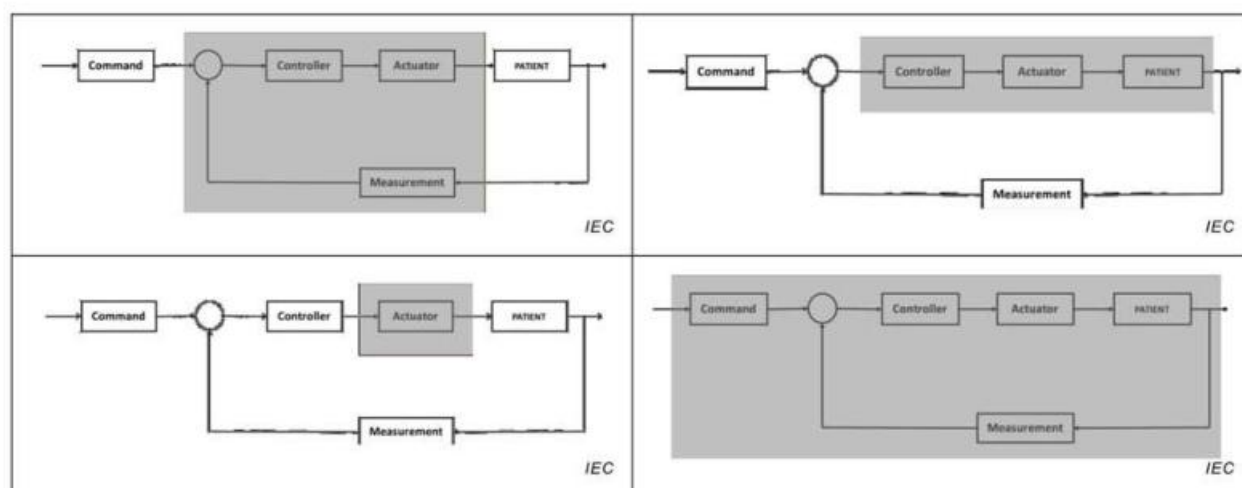 Command Controller Actuator PATIENT
Measurement
IEC
Command Controller Actuator PATIENT
Measurement
IEC
Command Controller Actuator PATIENT
Measurement
IEC
Command Controller Actuator PATIENT
Measurement
IEC